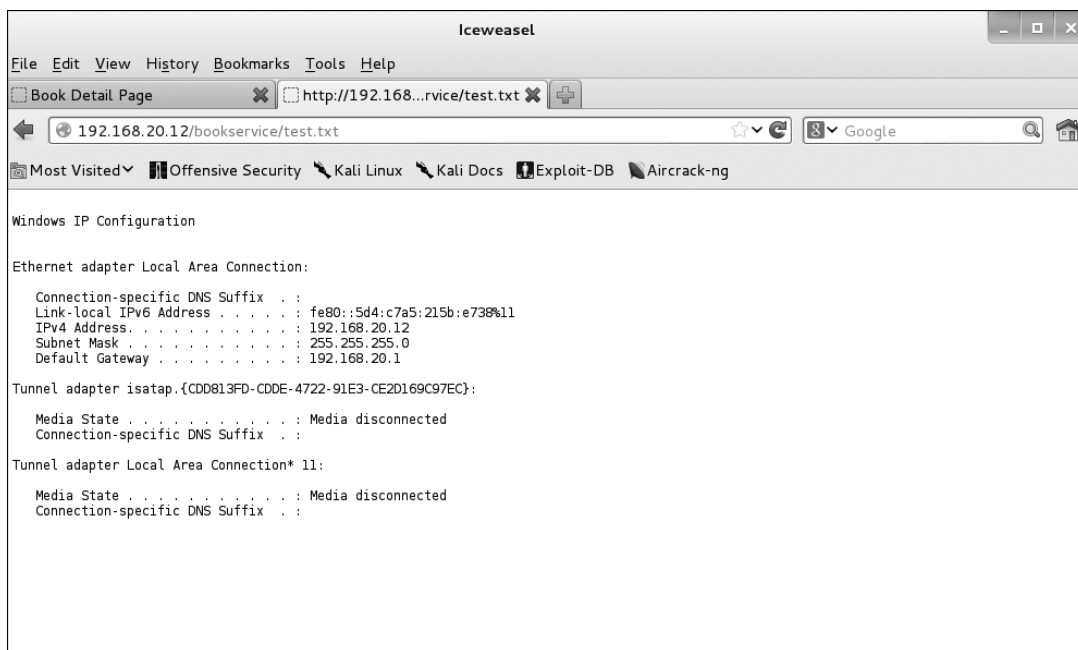 Iceweasel
File Edit View History Bookmarks Tools Help
Book Detail Page http://192.168...rvice/test.txt
192.168.20.12/bookservice/test.txt Google
Most Visited Offensive Security Kali Linux Kali Docs Exploit-DB Aircrack-ng
Windows IP Configuration
Ethernet adapter Local Area Connection:
Connection-specific DNS Suffix . :
Link-local IPv6 Address . . . . . : fe80::5d4:c7a5:215b:e738%11
IPv4 Address. . . . . . . . . . . : 192.168.20.12
Subnet Mask . . . . . . . . . . . : 255.255.255.0
Default Gateway . . . . . . . . . : 192.168.20.1
Tunnel adapter isatap.{CDD813FD-CDDE-4722-91E3-CE2D169C97EC}:
Media State . . . . . . . . . . . : Media disconnected
Connection-specific DNS Suffix . :
Tunnel adapter Local Area Connection* 11:
Media State . . . . . . . . . . . : Media disconnected
Connection-specific DNS Suffix . :